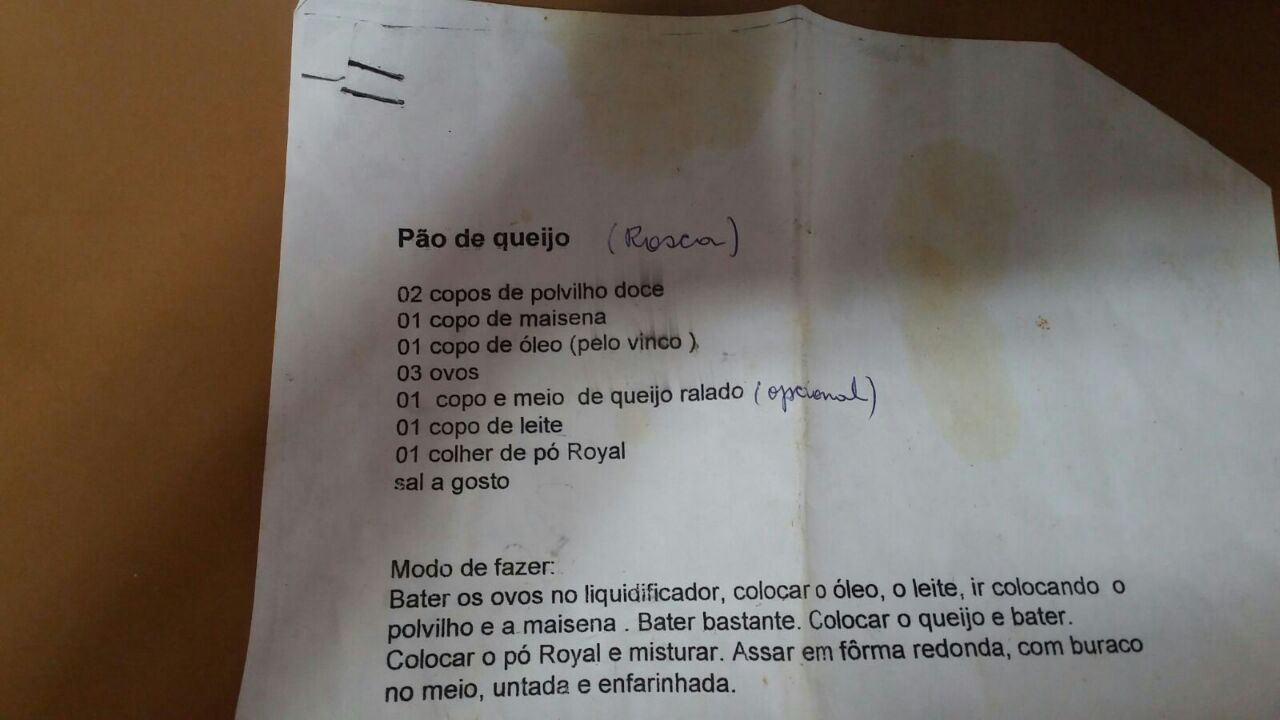 Pão de queijo (Rosca)
02 copos de polvilho doce
01 copo de maisena
01 copo de óleo (pelo vinco )
03 ovos
01 copo e meio de queijo ralado (opcional)
01 copo de leite
01 colher de pó Royal
sal a gosto
Modo de fazer:
Bater os ovos no liquidificador, colocar o óleo, o leite, ir colocando o
polvilho e a maisena . Bater bastante. Colocar o queijo e bater.
Colocar o pó Royal e misturar. Assar em fôrma redonda, com buraco
no meio, untada e enfarinhada.